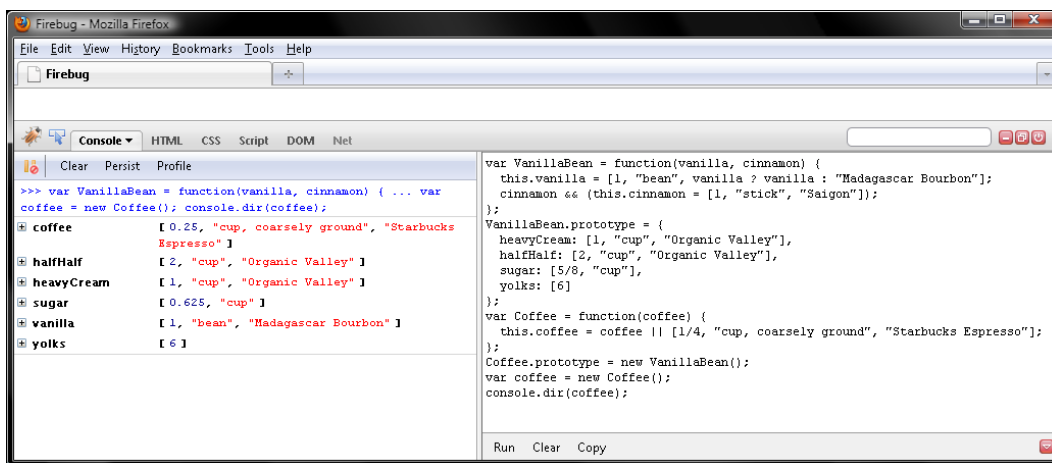 Firebug - Mozilla Firefox
File Edit View History Bookmarks Tools Help
Firebug
Console HTML CSS Script DOM Net
Clear Persist Profile
>>> var VanillaBean = function(vanilla, cinnamon) { ... var
coffee = new Coffee(); console.dir(coffee);
coffee [ 0.25, "cup, coarsely ground", "Starbucks
Espresso" ]
halfHalf [ 2, "cup", "Organic Valley" ]
heavyCream [ 1, "cup", "Organic Valley" ]
sugar [ 0.625, "cup" ]
vanilla [ 1, "bean", "Madagascar Bourbon" ]
yolks [ 6 ]
var VanillaBean = function(vanilla, cinnamon) {
this.vanilla = [1, "bean", vanilla ? vanilla : "Madagascar Bourbon"];
cinnamon && (this.cinnamon = [1, "stick", "Saigon"]);
};
VanillaBean.prototype = {
heavyCream: [1, "cup", "Organic Valley"],
halfHalf: [2, "cup", "Organic Valley"],
sugar: [5/8, "cup"],
yolks: [6]
};
var Coffee = function(coffee) {
this.coffee = coffee || [1/4, "cup, coarsely ground", "Starbucks Espresso"];
};
Coffee.prototype = new VanillaBean();
var coffee = new Coffee();
console.dir(coffee);
Run Clear Copy